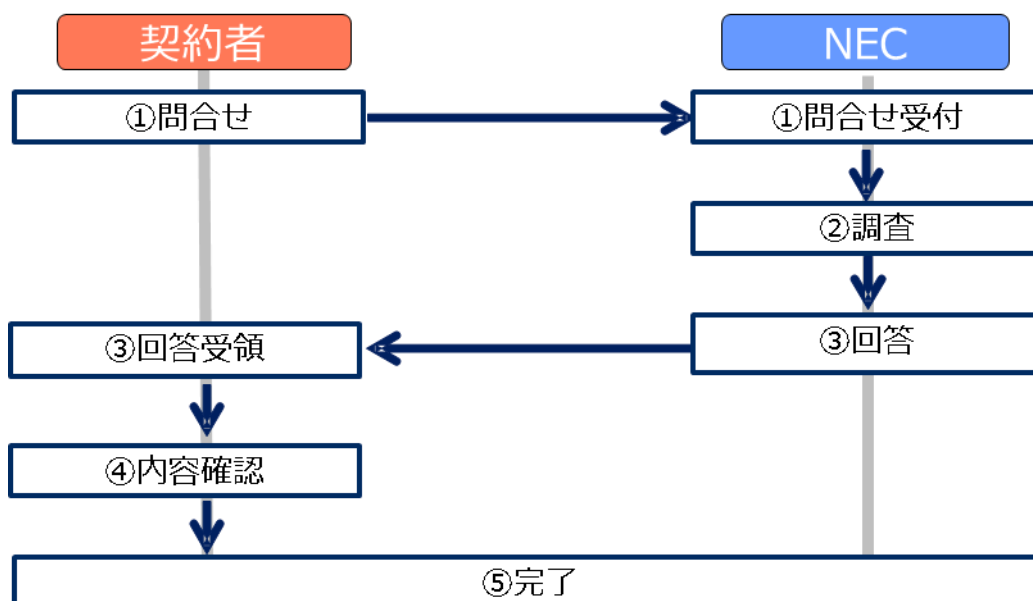 契約者
NEC
①問合せ
①問合せ受付
②調査
③回答受領
③回答
④内容確認
⑤完了